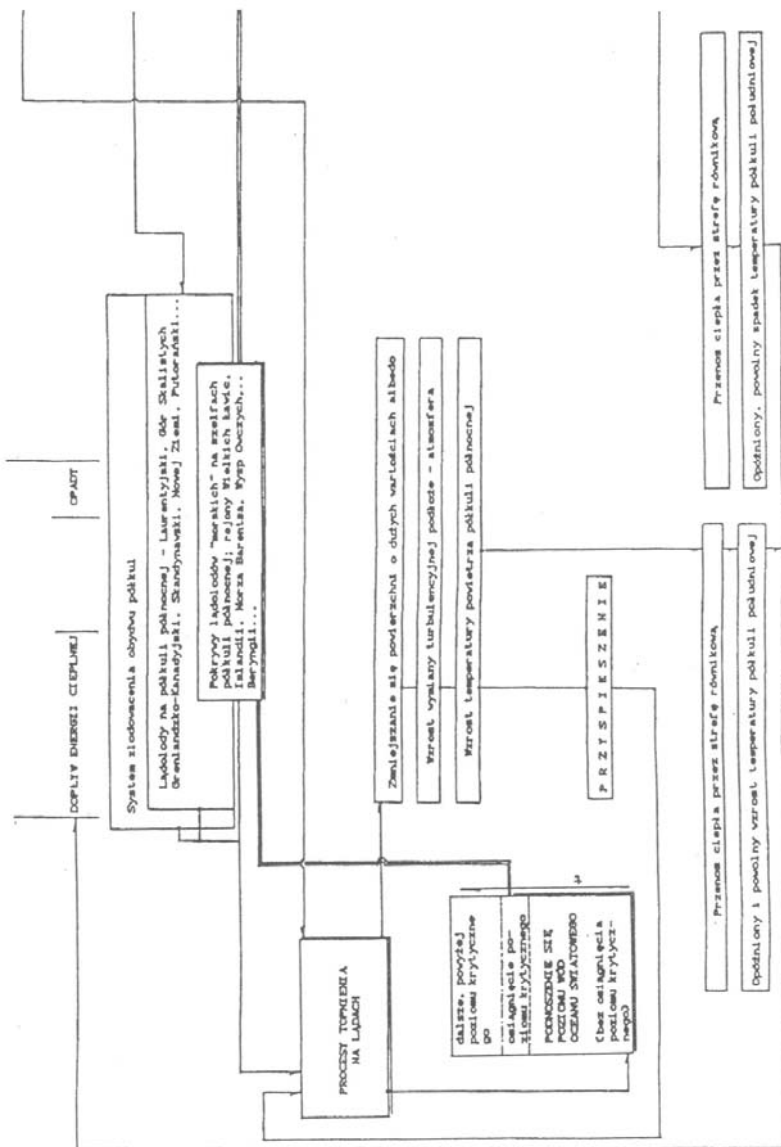 DOPŁYW ENERGII CIEPLNEJ
OPADY
System zlodowacenia obydwu półkul
Lądolody na półkuli północnej - Laurentyjski, Gór Skalistych
Grenlandzko-Kanadyjski, Skandynawski, Nowej Ziemi, Putorański...
Pokrywy lądolodów "morskich" na szelfach
półkuli północnej; rejony Wielkich Ławic,
Islandii, Morza Barentsa, Wysp Owczych,
Beryngii...
PROCESY TOPNIENIA
NA LĄDACH
Zmniejszanie się powierzchni o dużych wartościach albedo
Wzrost wymiany turbulencyjnej podłoże - atmosfera
Wzrost temperatury powietrza półkuli północnej
dalsze, powyżej
poziomu krytyczne
go
osiągnięcie po-
ziomu krytycznego
PODNOSZENIE SIĘ
POZIOMU WÓD
OCEANU ŚWIATOWEGO
(bez osiągnięcia
poziomu krytycz-
nego)
+
PRZYSPIESZENIE
Przenos ciepła przez strefę równikową
Opóźniony i powolny wzrost temperatury półkuli południowej
Przenos ciepła przez strefę równikową
Opóźniony, powolny spadek temperatury półkuli południowej